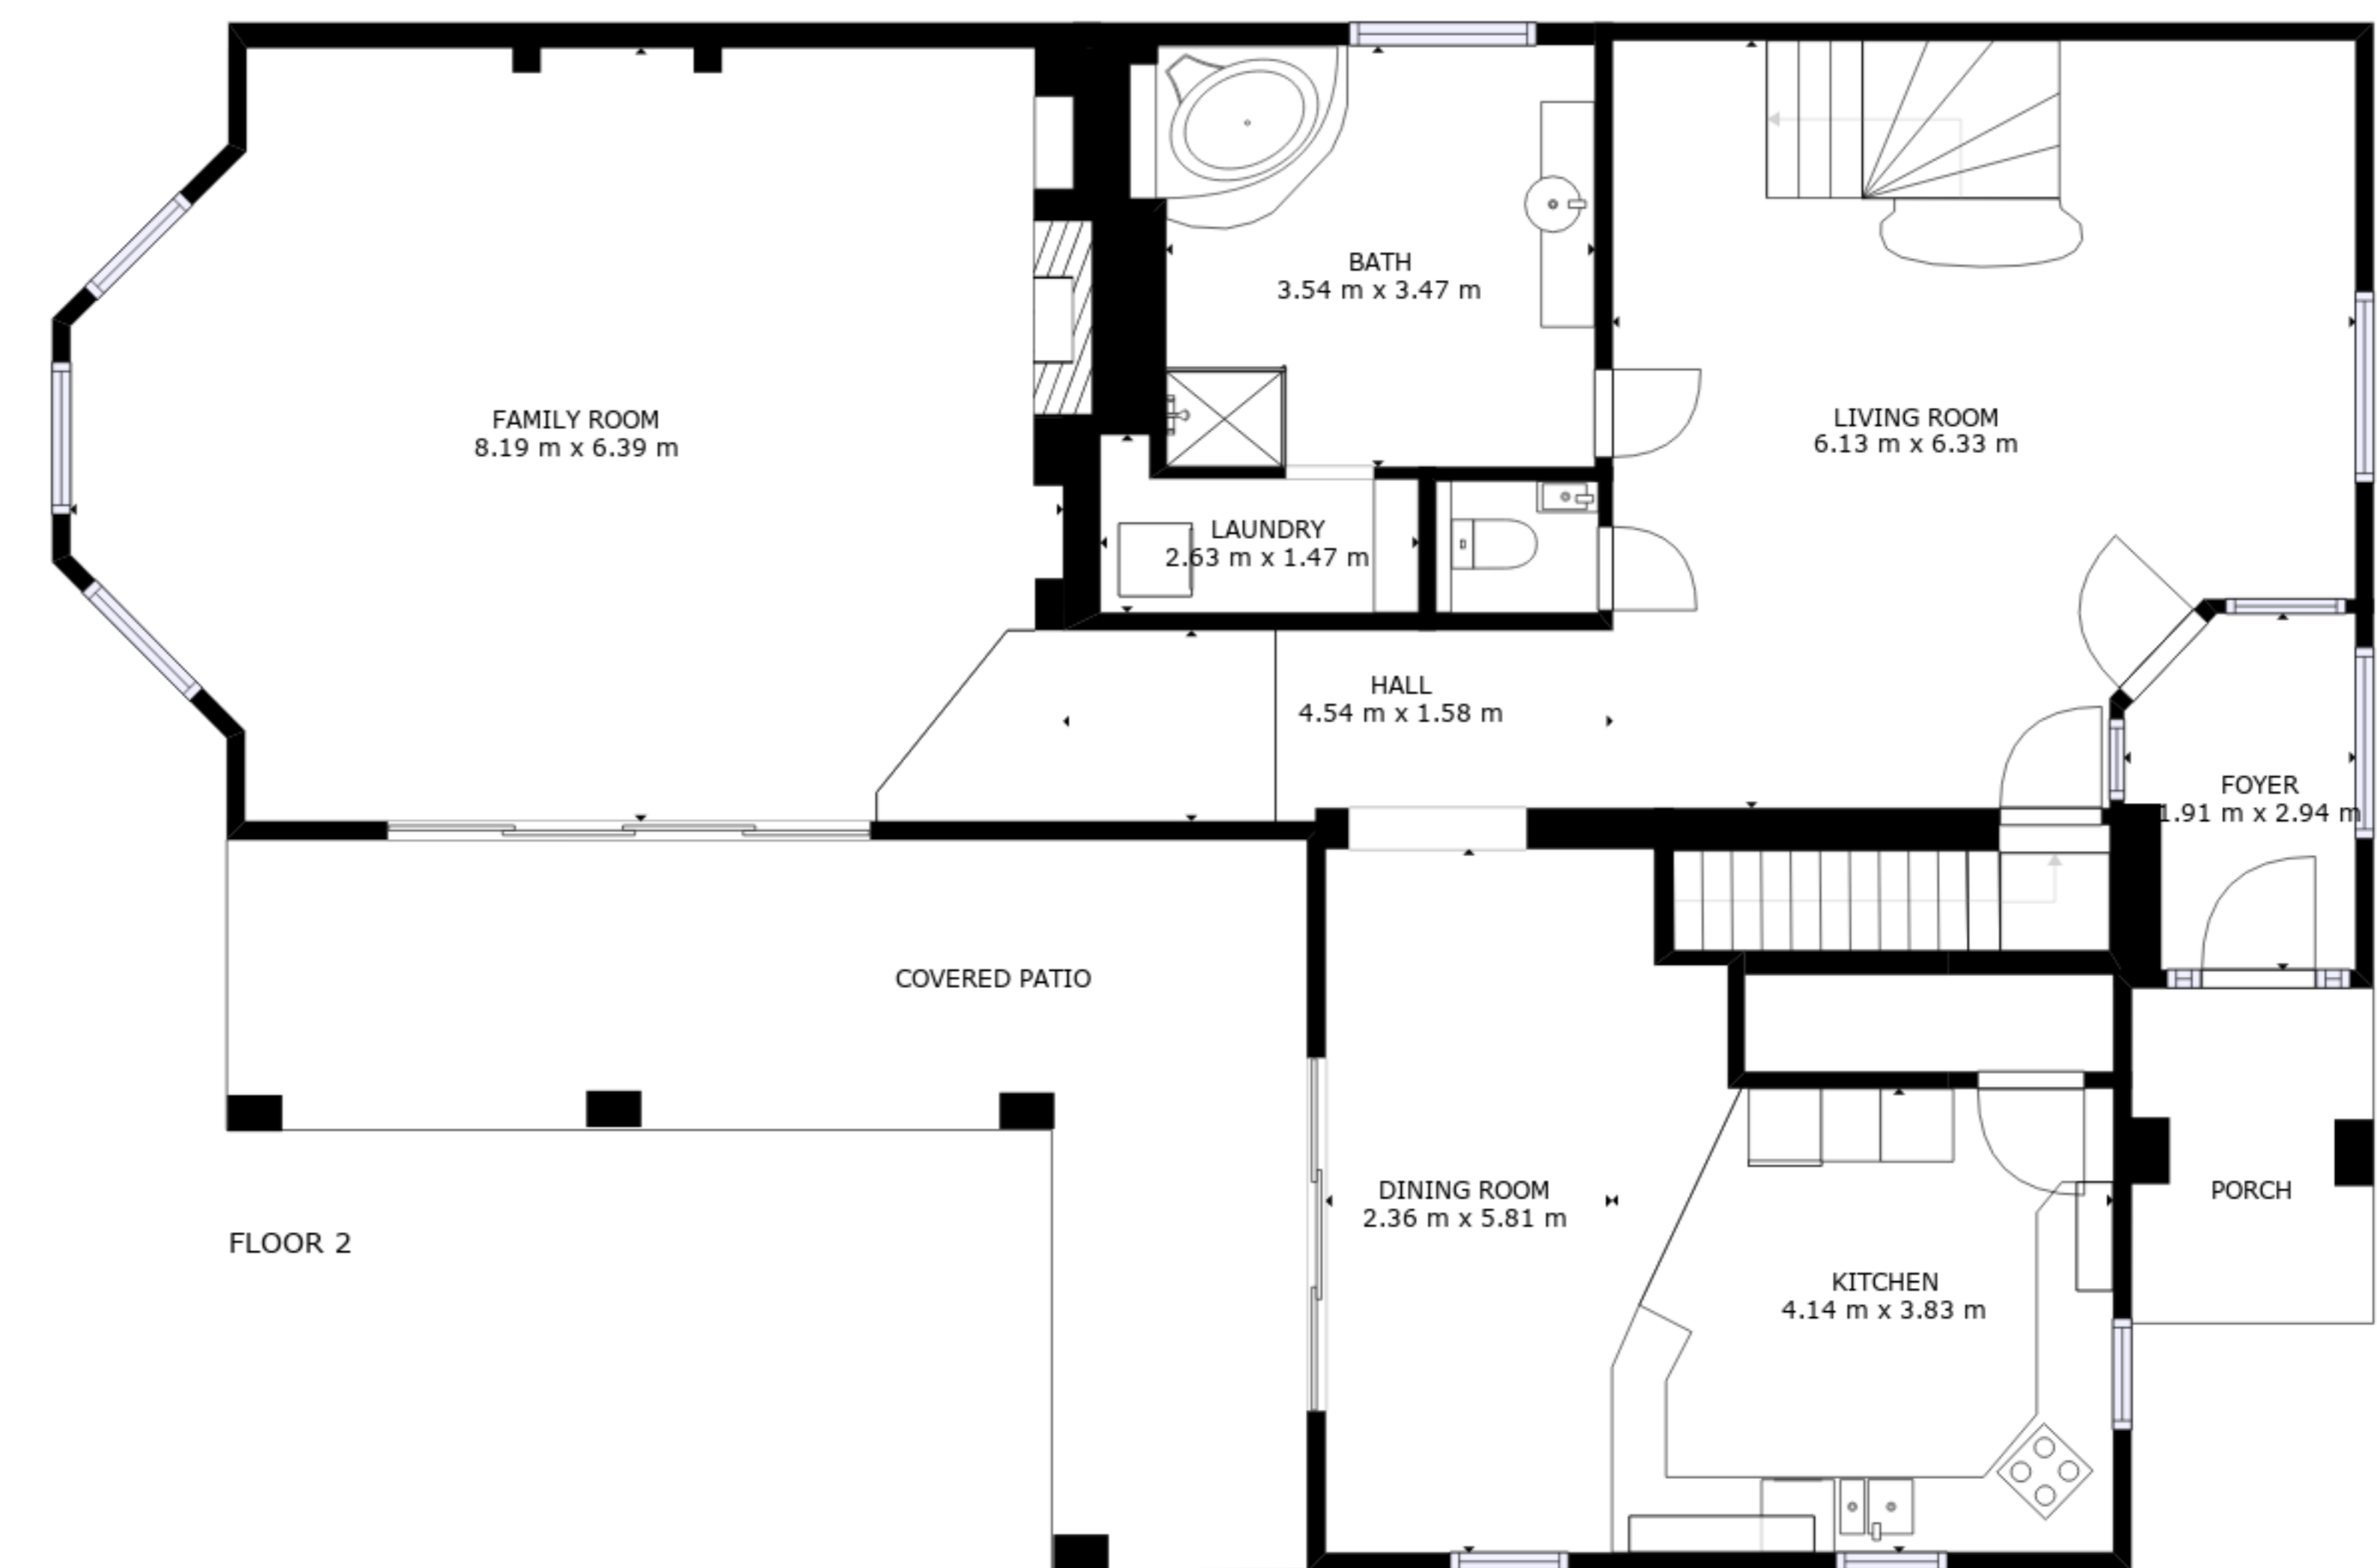 BATH
3.54 m x 3.47 m
FAMILY ROOM
8.19 m x 6.39 m
LIVING ROOM
6.13 m x 6.33 m
LAUNDRY
2.63 m x 1.47 m
HALL
4.54 m x 1.58 m
FOYER
1.91 m x 2.94 m
COVERED PATIO
DINING ROOM
2.36 m x 5.81 m
PORCH
FLOOR 2
KITCHEN
4.14 m x 3.83 m